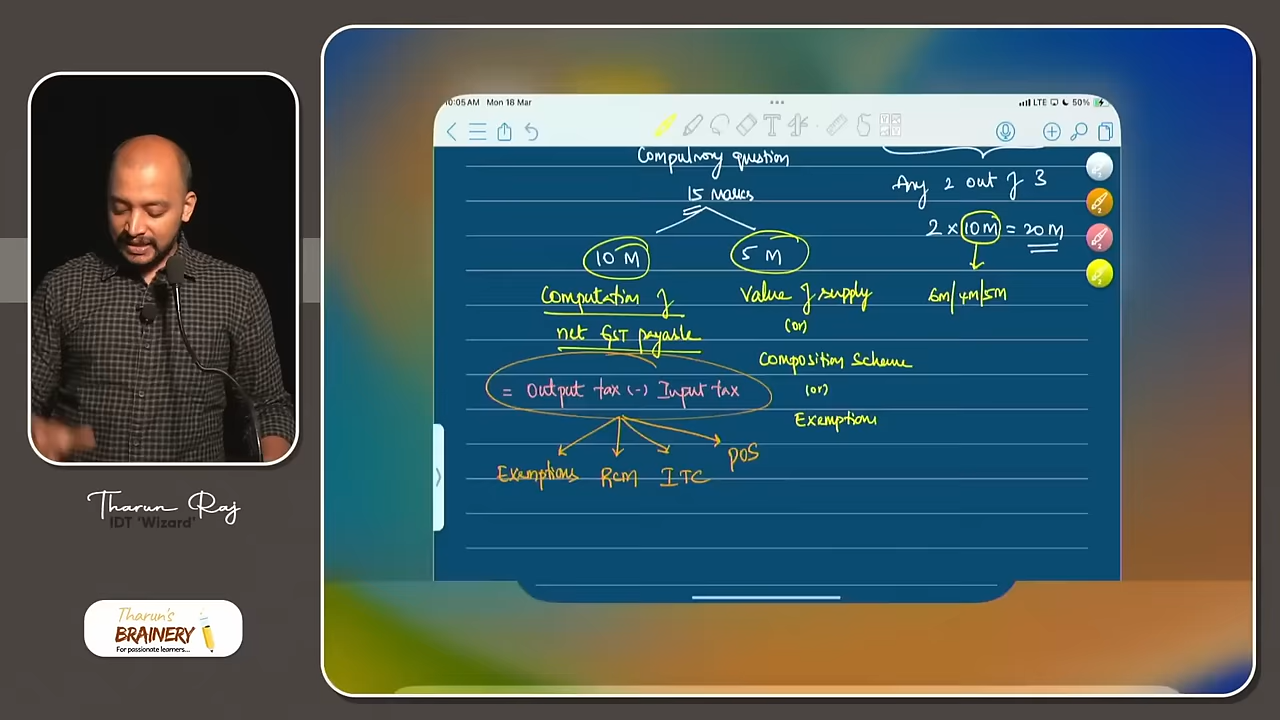 10:05 AM Mon 18 Mar
LTE 50%
Compulsory question
15 Marks
10 M
5 M
Computation of
net GST payable
= Output tax (-) Input tax
Exemptions RCM ITC POS
Value of supply
(or)
Composition Scheme
(or)
Exemptions
Any 2 out of 3
2 × 10M = 20 M
6M/4M/5M
Tharun Raj
IDT 'Wizard'
Tharun's
BRAINERY
For passionate learners...